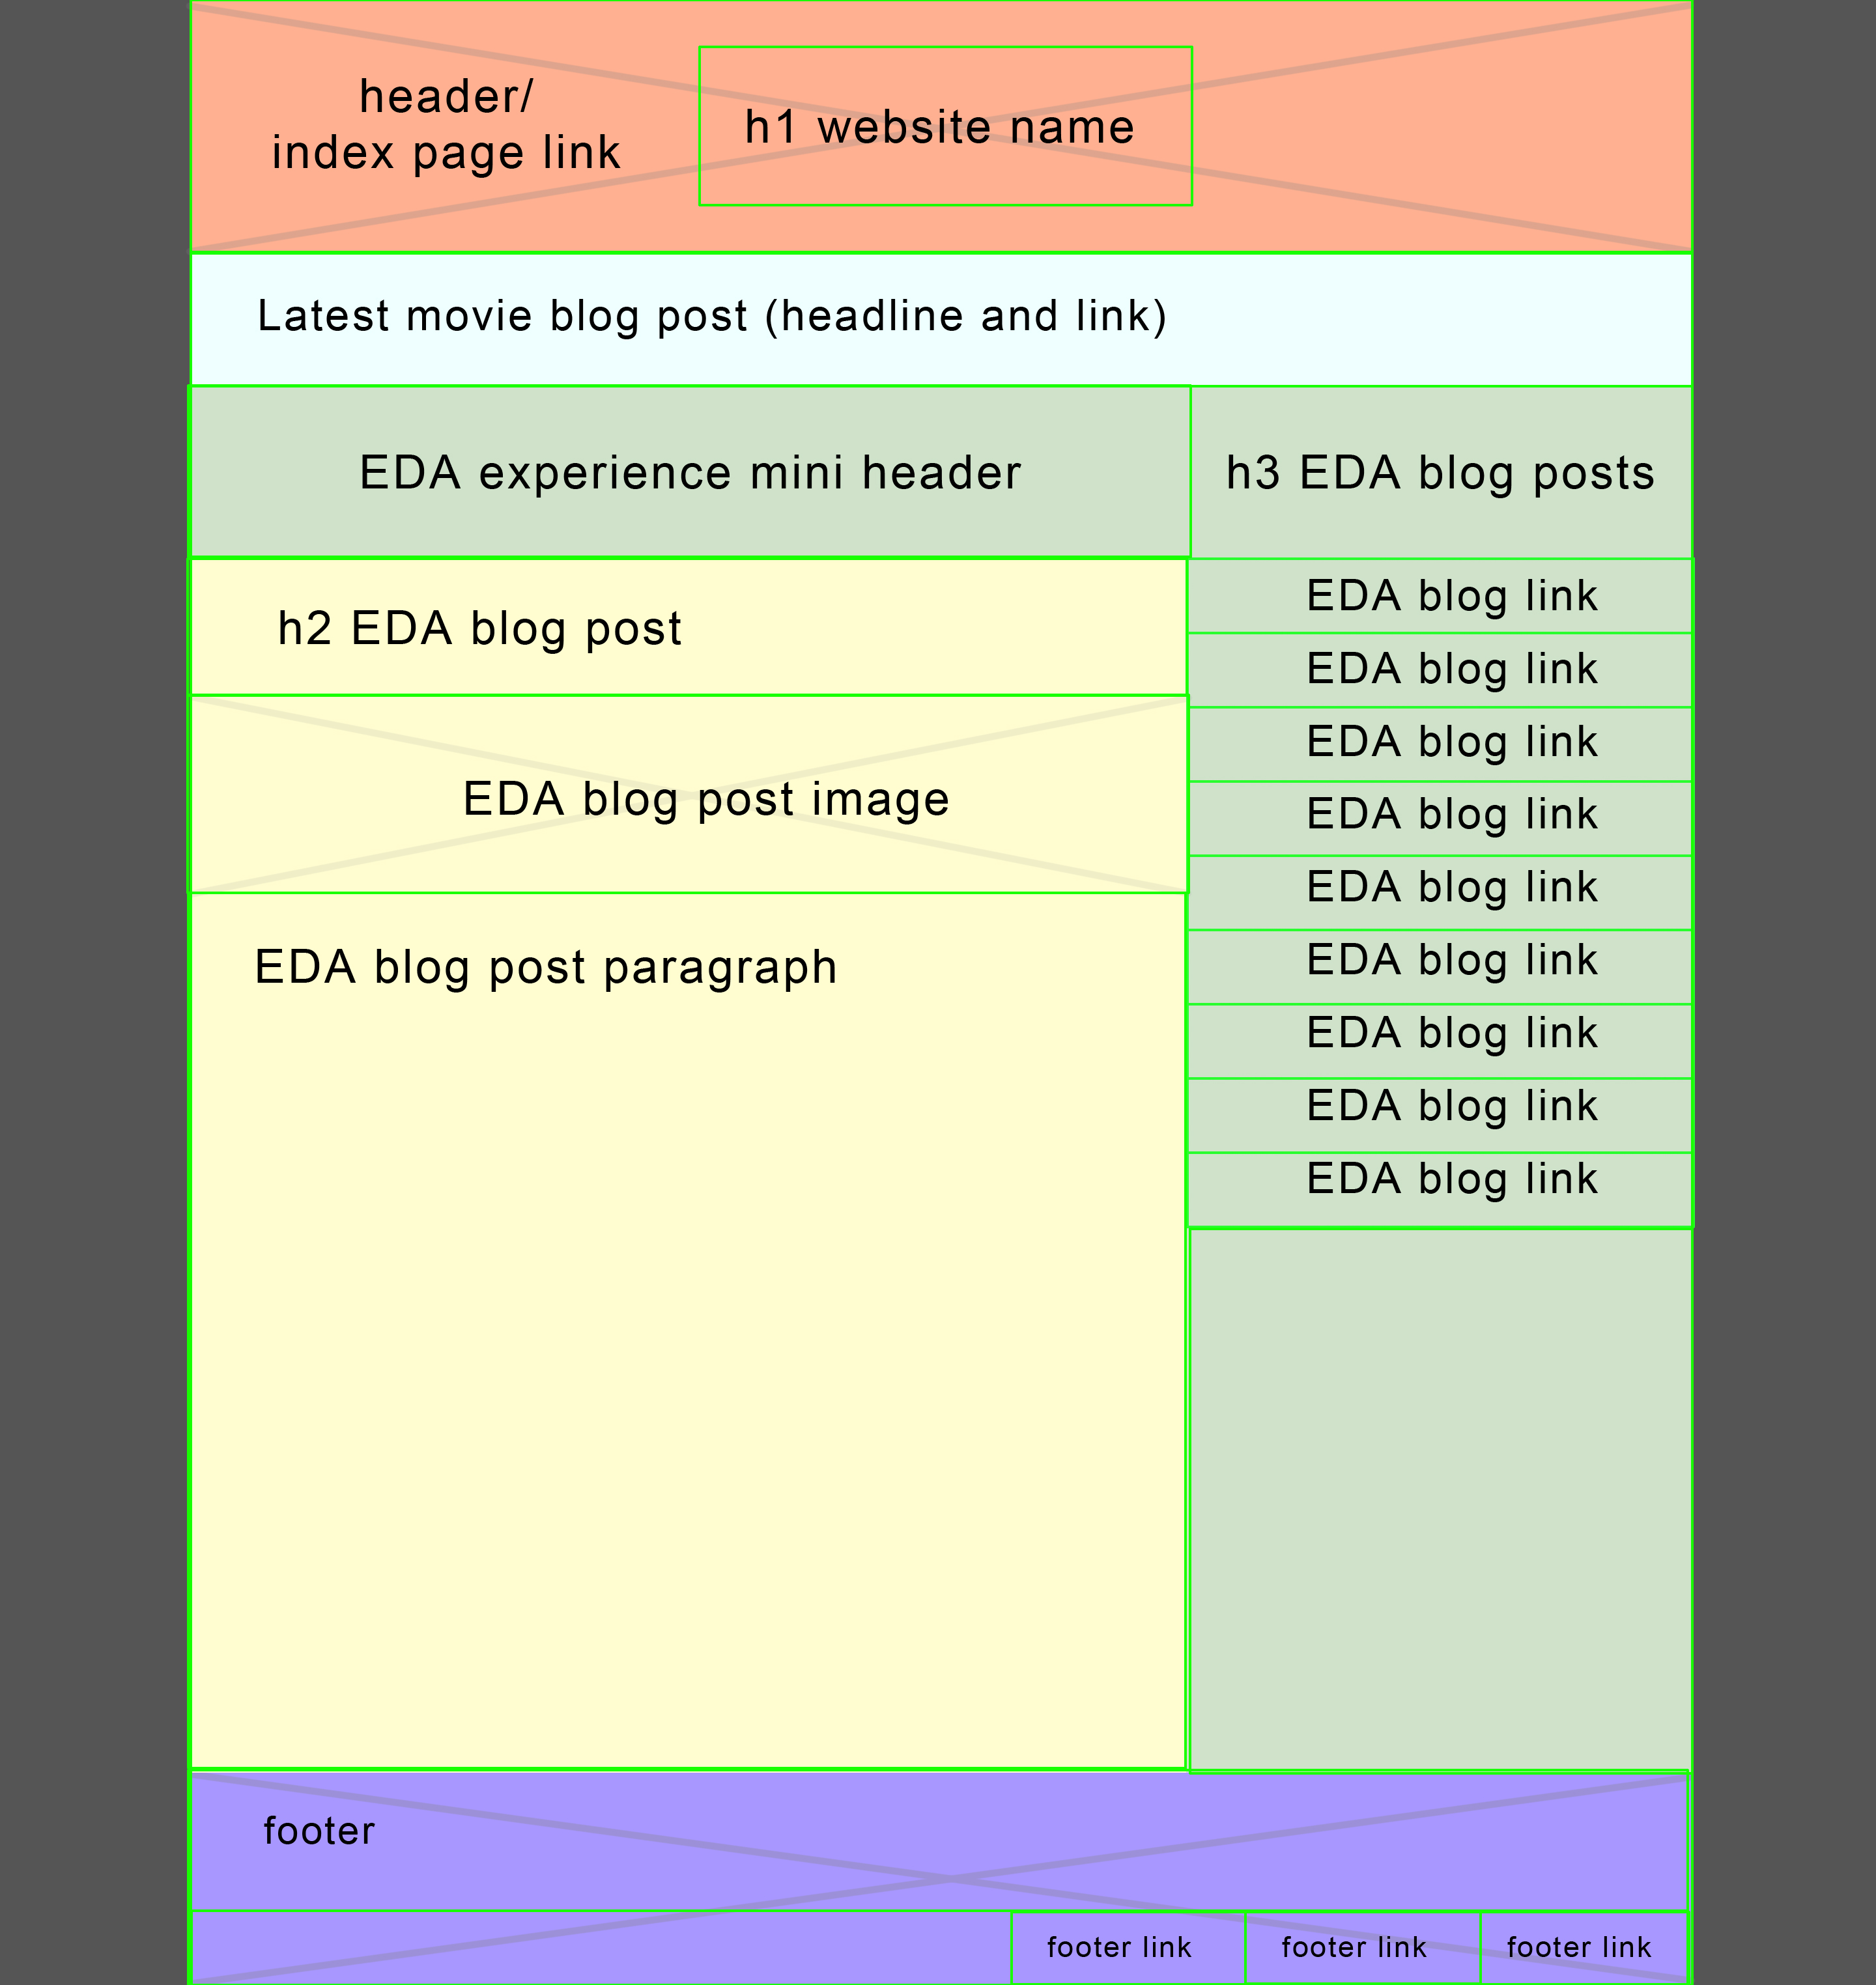 header/
index page link
h1 website name
Latest movie blog post (headline and link)
EDA experience mini header
h3 EDA blog posts
h2 EDA blog post
EDA blog post image
EDA blog post paragraph
EDA blog link
EDA blog link
EDA blog link
EDA blog link
EDA blog link
EDA blog link
EDA blog link
EDA blog link
EDA blog link
footer
footer link
footer link
footer link